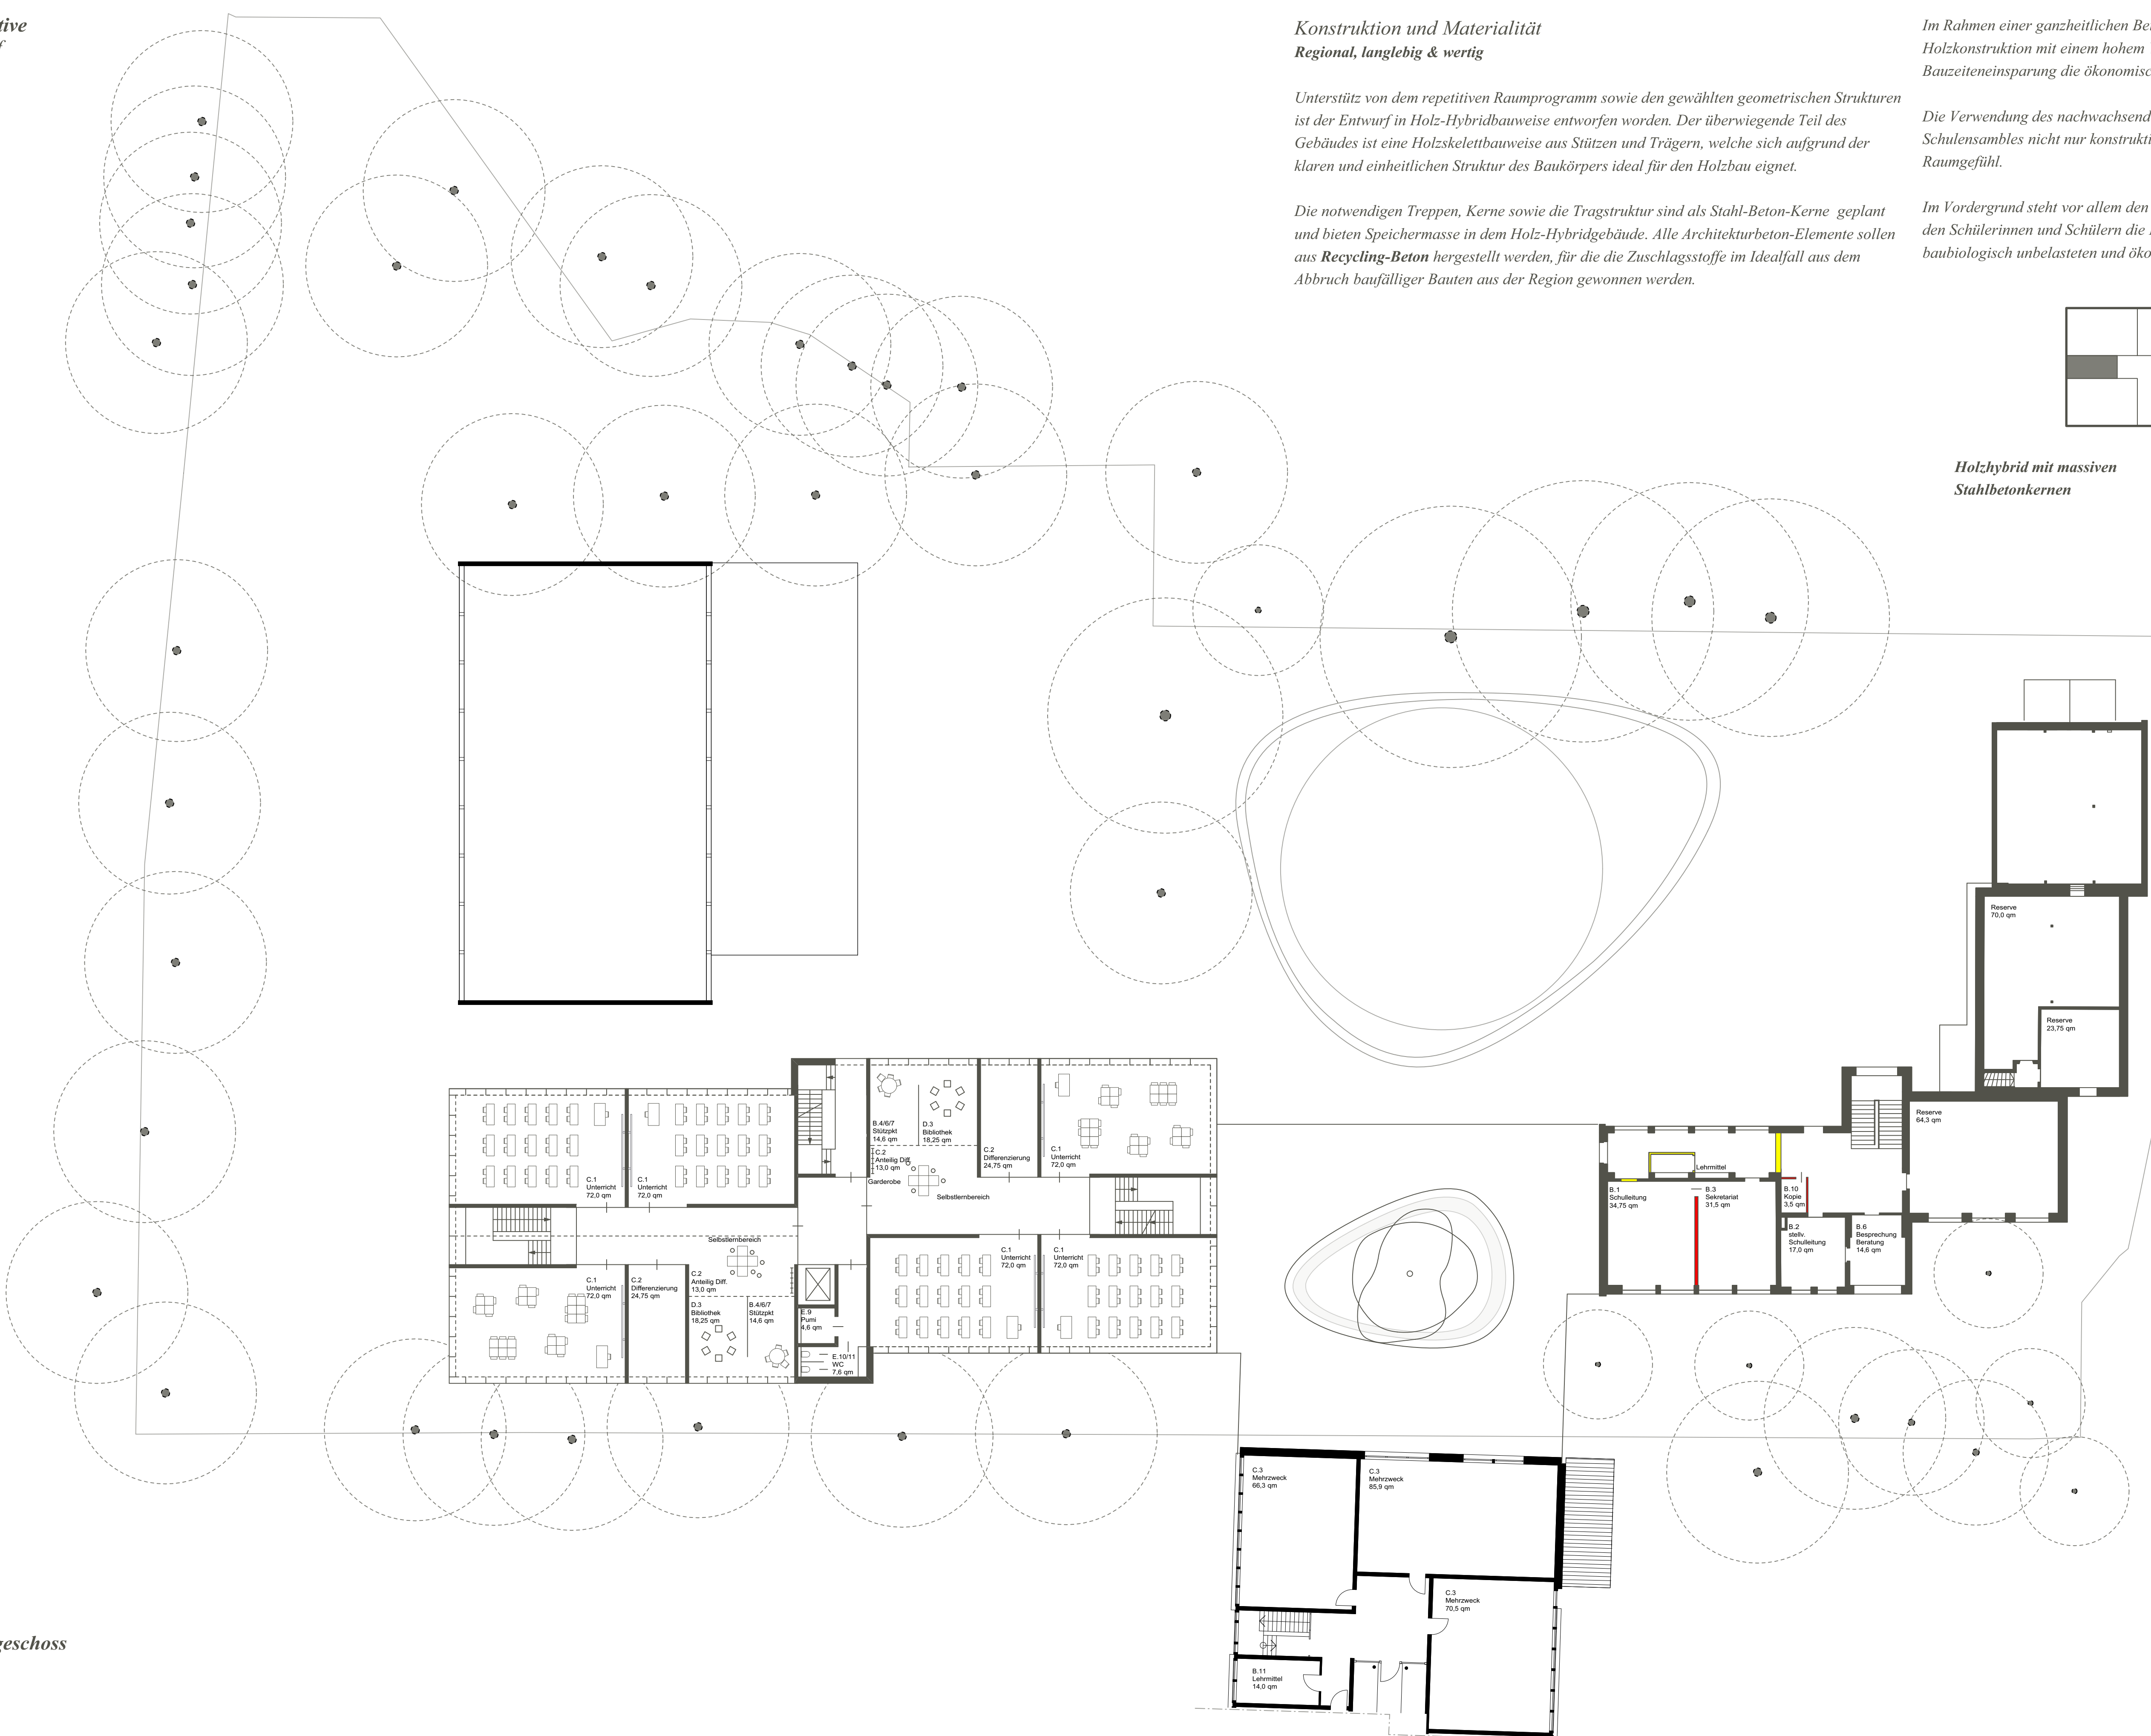 Konstruktion und Materialität
Regional, langlebig & wertig
Unterstütz von dem repetitiven Raumprogramm sowie den gewählten geometrischen Strukturen
ist der Entwurf in Holz-Hybridbauweise entworfen worden. Der überwiegende Teil des
Gebäudes ist eine Holzskelettbauweise aus Stützen und Trägern, welche sich aufgrund der
klaren und einheitlichen Struktur des Baukörpers ideal für den Holzbau eignet.
Die notwendigen Treppen, Kerne sowie die Tragstruktur sind als Stahl-Beton-Kerne geplant
und bieten Speichermasse in dem Holz-Hybridgebäude. Alle Architekturbeton-Elemente sollen
aus Recycling-Beton hergestellt werden, für die die Zuschlagsstoffe im Idealfall aus dem
Abbruch baufälliger Bauten aus der Region gewonnen werden.
Im Rahmen einer ganzheitlichen
Holzkonstruktion mit einem hohem
Bauzeiteneinsparung die
Die Verwendung des
Schulensambles nicht nur
Raumgefühl.
Im Vordergrund steht vor allem den
den Schülerinnen und Schülern die
baubiologisch unbelasteten und
Holzhybrid mit massiven
Stahlbetonkernen
Reserve
70,0 qm
Reserve
23,75 qm
Reserve
64,3 qm
Lehrmittel
B.1
Schulleitung
34,75 qm
B.3
Sekretariat
31,5 qm
B.10
Kopie
3,5 qm
B.2
stellv.
Schulleitung
17,0 qm
B.6
Besprechung
Beratung
14,6 qm
B.4/6/7
Stützpkt
14,6 qm
D.3
Bibliothek
18,25 qm
C.2
Anteilig Diff.
13,0 qm
Garderobe
Selbstlernbereich
C.2
Differenzierung
24,75 qm
C.1
Unterricht
72,0 qm
C.1
Unterricht
72,0 qm
C.1
Unterricht
72,0 qm
Selbstlernbereich
C.1
Unterricht
72,0 qm
C.2
Differenzierung
24,75 qm
C.2
Anteilig Diff.
13,0 qm
D.3
Bibliothek
18,25 qm
B.4/6/7
Stützpkt
14,6 qm
E.9
Pumi
4,6 qm
E.10/11
WC
7,6 qm
C.1
Unterricht
72,0 qm
C.1
Unterricht
72,0 qm
C.3
Mehrzweck
66,3 qm
C.3
Mehrzweck
85,9 qm
C.3
Mehrzweck
70,5 qm
B.11
Lehrmittel
14,0 qm